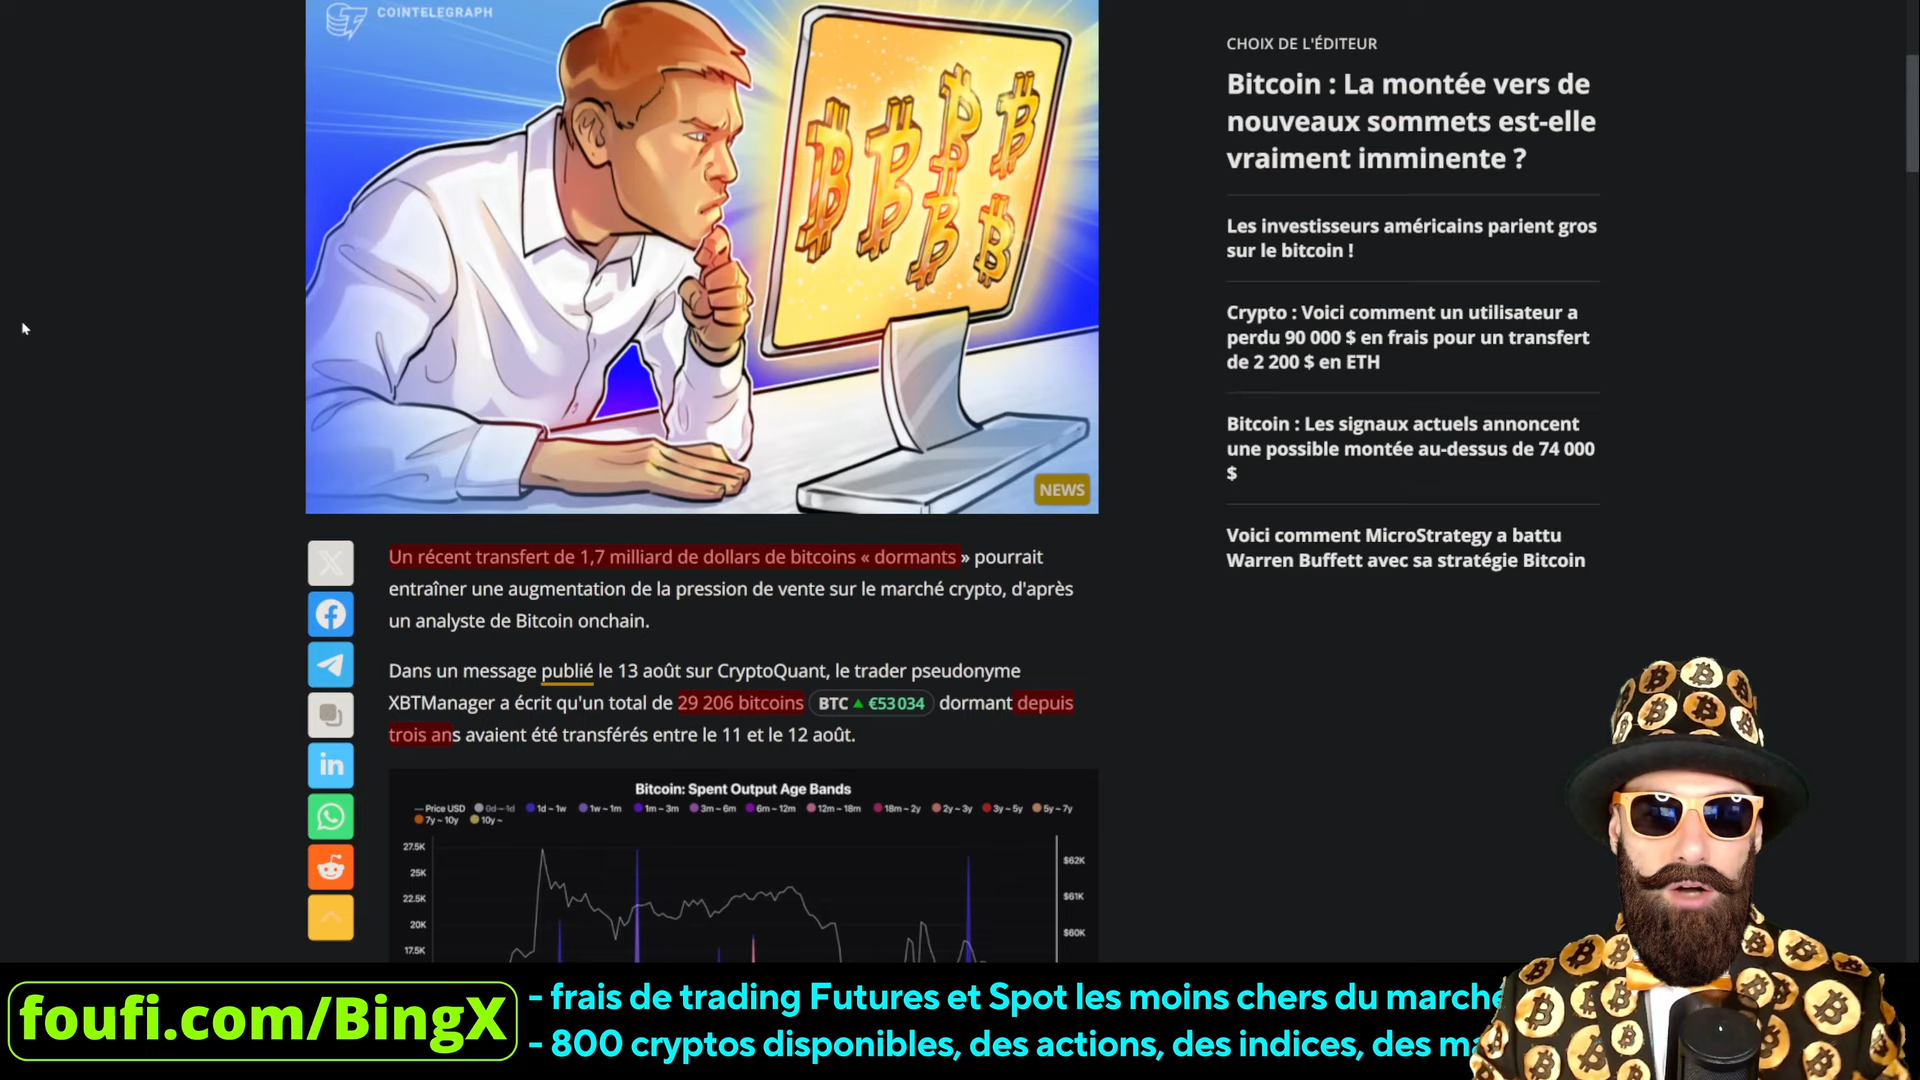 COINTELEGRAPH
NEWS
CHOIX DE L'ÉDITEUR
Bitcoin : La montée vers de
nouveaux sommets est-elle
vraiment imminente ?
Les investisseurs américains parient gros
sur le bitcoin !
Crypto : Voici comment un utilisateur a
perdu 90 000 $ en frais pour un transfert
de 2 200 $ en ETH
Bitcoin : Les signaux actuels annoncent
une possible montée au-dessus de 74 000
$
Voici comment MicroStrategy a battu
Warren Buffett avec sa stratégie Bitcoin
Un récent transfert de 1,7 milliard de dollars de bitcoins « dormants » pourrait
entraîner une augmentation de la pression de vente sur le marché crypto, d'après
un analyste de Bitcoin onchain.
Dans un message publié le 13 août sur CryptoQuant, le trader pseudonyme
XBTManager a écrit qu'un total de 29 206 bitcoins BTC ▲ €53 034 dormant depuis
trois ans avaient été transférés entre le 11 et le 12 août.
Bitcoin: Spent Output Age Bands
Price USD 0d ~ 1d 1d ~ 1w 1w ~ 1m 1m ~ 3m 3m ~ 6m 6m ~ 12m 12m ~ 18m 18m ~ 2y 2y ~ 3y 3y ~ 5y 5y ~ 7y
7y ~ 10y 10y ~
27.5K
25K
22.5K
20K
17.5K
$62K
$61K
$60K
foufi.com/BingX
- frais de trading Futures et Spot les moins chers du marché
- 800 cryptos disponibles, des actions, des indices, des ma